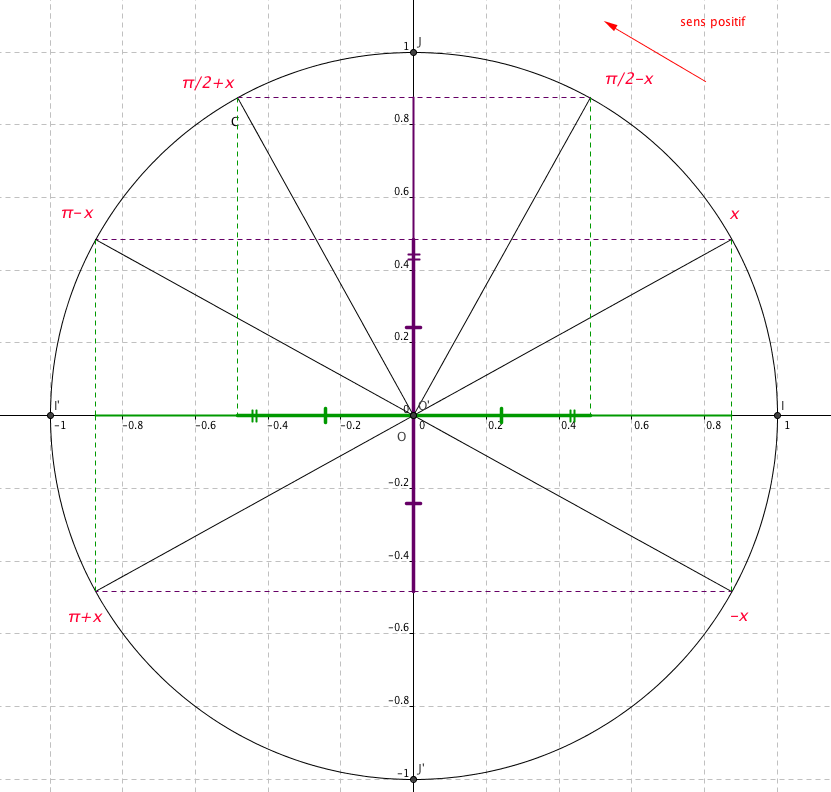 sens positif
1 J
π/2+x
π/2–x
C
0.8
0.6
π–x
x
0.4
0.2
I'
0
O'
I
–1
–0.8
–0.6
–0.4
–0.2
0
0.2
0.4
0.6
0.8
1
O
–0.2
–0.4
π+x
–x
–0.6
–0.8
–1 J'